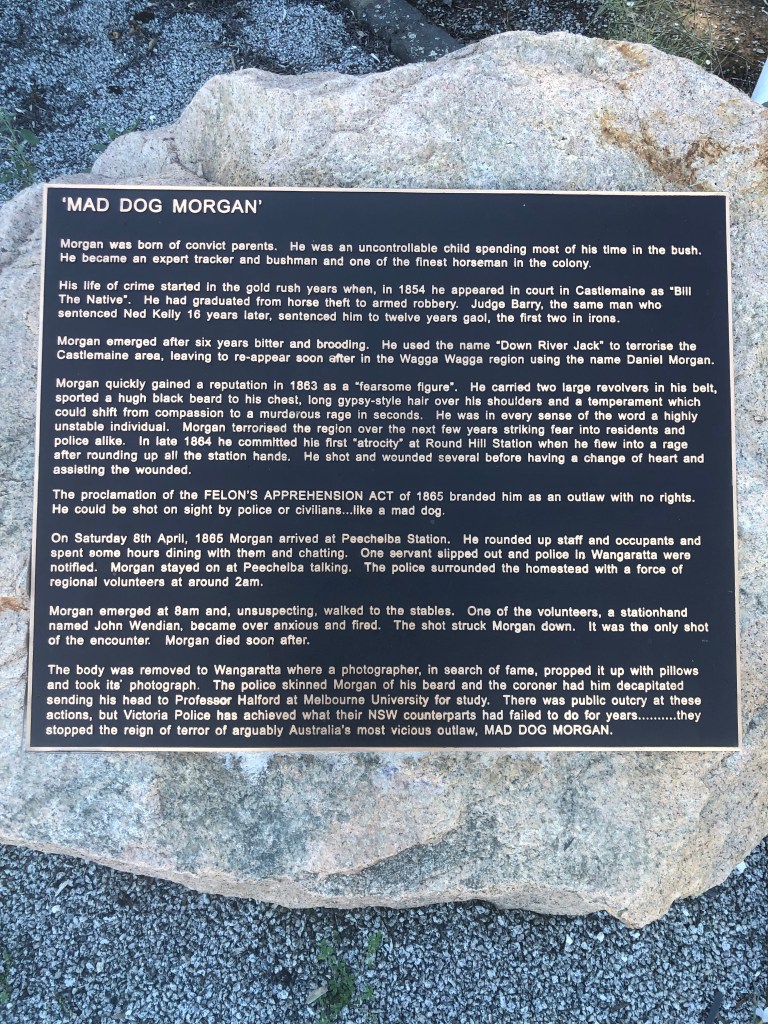 ‘MAD DOG MORGAN’
Morgan was born of convict parents. He was an uncontrollable child spending most of his time in the bush.
He became an expert tracker and bushman and one of the finest horseman in the colony.
His life of crime started in the gold rush years when, in 1854 he appeared in court in Castlemaine as “Bill
The Native”. He had graduated from horse theft to armed robbery. Judge Barry, the same man who
sentenced Ned Kelly 16 years later, sentenced him to twelve years gaol, the first two in irons.
Morgan emerged after six years bitter and brooding. He used the name “Down River Jack” to terrorise the
Castlemaine area, leaving to re-appear soon after in the Wagga Wagga region using the name Daniel Morgan.
Morgan quickly gained a reputation in 1863 as a “fearsome figure”. He carried two large revolvers in his belt,
sported a hugh black beard to his chest, long gypsy-style hair over his shoulders and a temperament which
could shift from compassion to a murderous rage in seconds. He was in every sense of the word a highly
unstable individual. Morgan terrorised the region over the next few years striking fear into residents and
police alike. In late 1864 he committed his first “atrocity” at Round Hill Station when he flew into a rage
after rounding up all the station hands. He shot and wounded several before having a change of heart and
assisting the wounded.
The proclamation of the FELON’S APPREHENSION ACT of 1865 branded him as an outlaw with no rights.
He could be shot on sight by police or civilians...like a mad dog.
On Saturday 8th April, 1865 Morgan arrived at Peechelba Station. He rounded up staff and occupants and
spent some hours dining with them and chatting. One servant slipped out and police in Wangaratta were
notified. Morgan stayed on at Peechelba talking. The police surrounded the homestead with a force of
regional volunteers at around 2am.
Morgan emerged at 8am and, unsuspecting, walked to the stables. One of the volunteers, a stationhand
named John Wendian, became over anxious and fired. The shot struck Morgan down. It was the only shot
of the encounter. Morgan died soon after.
The body was removed to Wangaratta where a photographer, in search of fame, propped it up with pillows
and took its’ photograph. The police skinned Morgan of his beard and the coroner had him decapitated
sending his head to Professor Halford at Melbourne University for study. There was public outcry at these
actions, but Victoria Police has achieved what their NSW counterparts had failed to do for years..........they
stopped the reign of terror of arguably Australia’s most vicious outlaw, MAD DOG MORGAN.